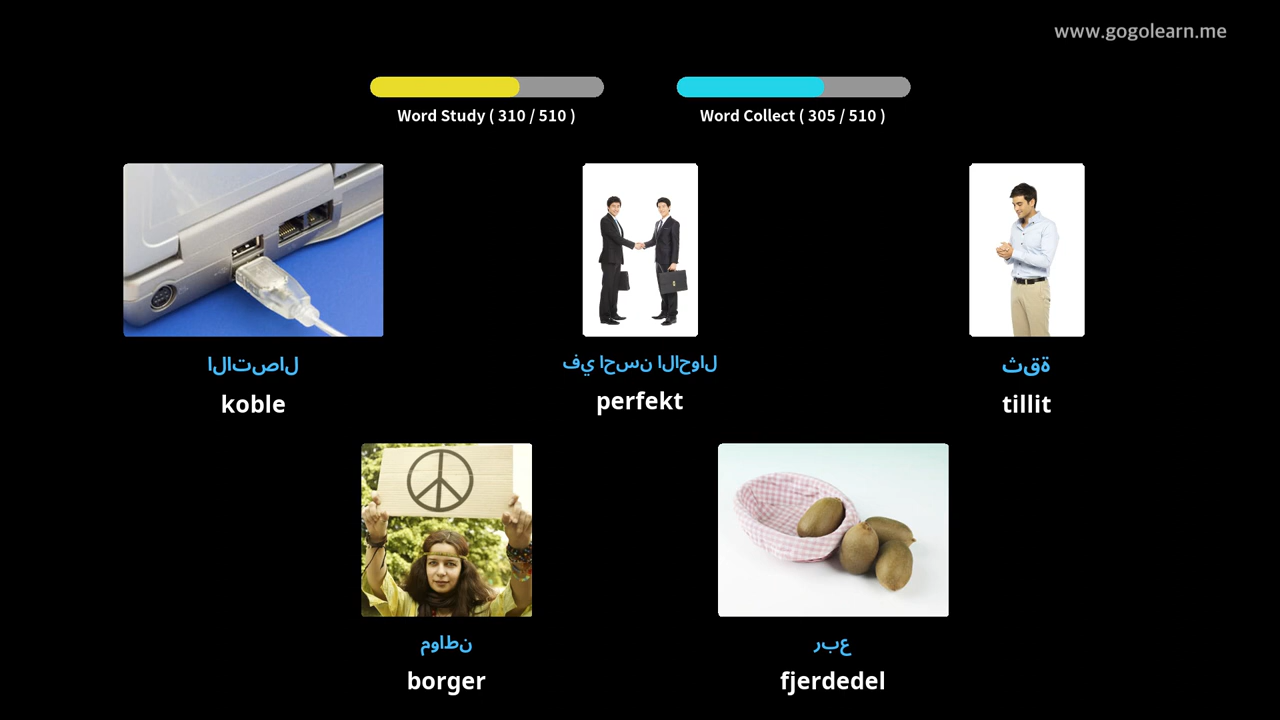 www.gogolearn.me
Word Study ( 310 / 510 )
Word Collect ( 305 / 510 )
الاتصال
في احسن الاحوال
ثقة
koble
perfekt
tillit
مواطن
ربع
borger
fjerdedel